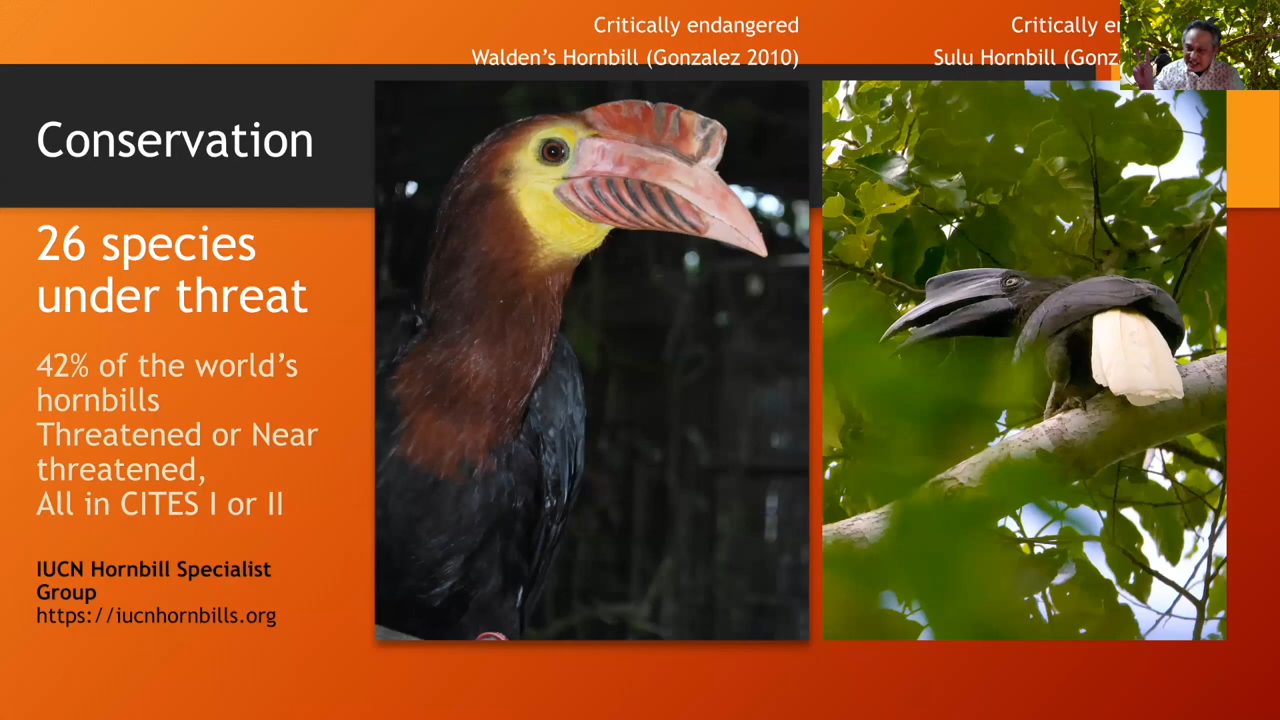 Critically endangered
Walden's Hornbill (Gonzalez 2010)
Critically
Sulu Hornbill
Conservation
26 species
under threat
42% of the world's
hornbills
Threatened or Near
threatened,
All in CITES I or II
IUCN Hornbill Specialist
Group
https://iucnhornbills.org